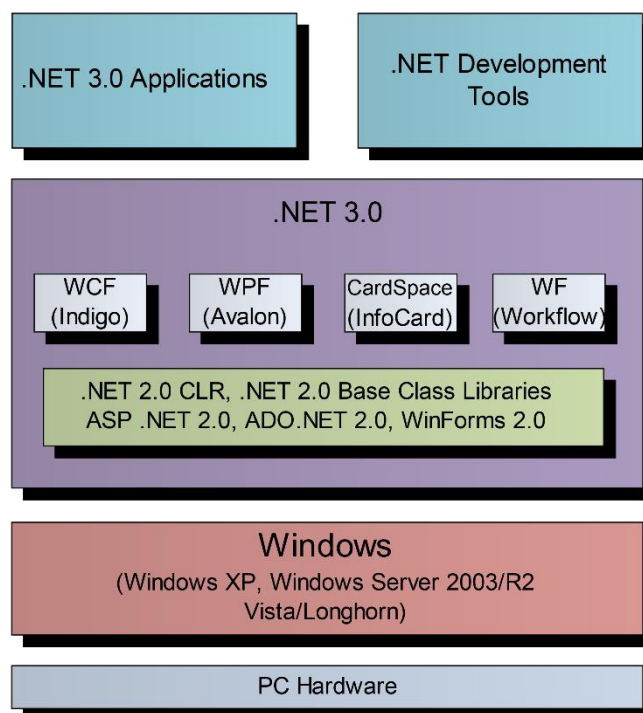 .NET 3.0 Applications
.NET Development
Tools
.NET 3.0
WCF
(Indigo)
WPF
(Avalon)
CardSpace
(InfoCard)
WF
(Workflow)
.NET 2.0 CLR, .NET 2.0 Base Class Libraries
ASP .NET 2.0, ADO.NET 2.0, WinForms 2.0
Windows
(Windows XP, Windows Server 2003/R2
Vista/Longhorn)
PC Hardware